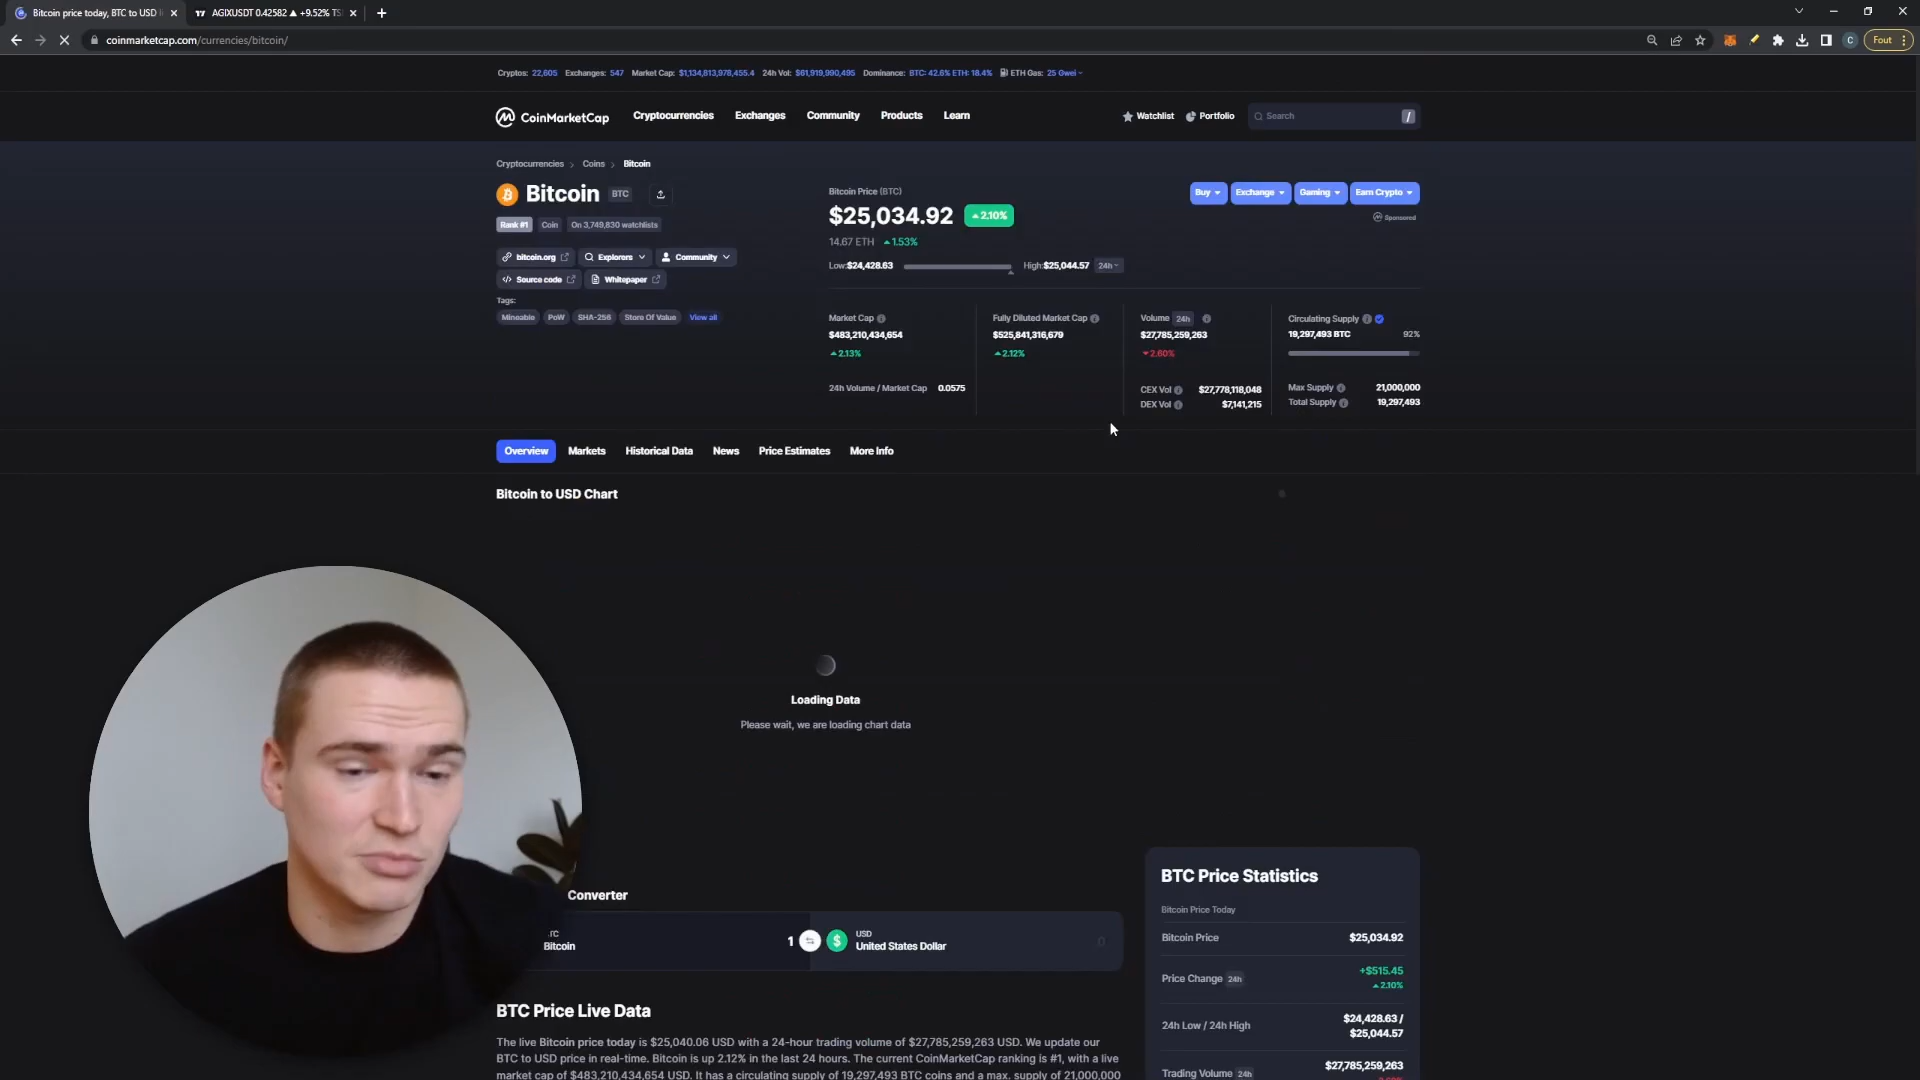 Bitcoin price today, BTC to USD l
AGIXUSDT 0.42582 ▲ +9.52% TS
coinmarketcap.com/currencies/bitcoin/
C
Fout
Cryptos: 22,605 Exchanges: 547 Market Cap: $1,134,813,978,455.4 24h Vol: $61,919,990,495 Dominance: BTC: 42.6% ETH: 18.4% ETH Gas: 25 Gwei
CoinMarketCap
Cryptocurrencies Exchanges Community Products Learn
Watchlist Portfolio Search /
Cryptocurrencies > Coins > Bitcoin
Bitcoin BTC
Rank #1 Coin On 3,749,830 watchlists
bitcoin.org Explorers Community
Source code Whitepaper
Tags:
Mineable PoW SHA-256 Store Of Value View all
Bitcoin Price (BTC)
$25,034.92 2.10%
14.67 ETH 1.53%
Low:$24,428.63 High:$25,044.57 24h
Buy Exchange Gaming Earn Crypto
Sponsored
Market Cap
$483,210,434,654
2.13%
24h Volume / Market Cap 0.0575
Fully Diluted Market Cap
$525,841,316,679
2.12%
Volume 24h
$27,785,259,263
2.60%
CEX Vol $27,778,118,048
DEX Vol $7,141,215
Circulating Supply
19,297,493 BTC 92%
Max Supply 21,000,000
Total Supply 19,297,493
Overview Markets Historical Data News Price Estimates More Info
Bitcoin to USD Chart
Loading Data
Please wait, we are loading chart data
Converter
TC
Bitcoin
1
$
USD
United States Dollar
0
BTC Price Live Data
The live Bitcoin price today is $25,040.06 USD with a 24-hour trading volume of $27,785,259,263 USD. We update our
BTC to USD price in real-time. Bitcoin is up 2.12% in the last 24 hours. The current CoinMarketCap ranking is #1, with a live
market cap of $483,210,434,654 USD. It has a circulating supply of 19,297,493 BTC coins and a max. supply of 21,000,000
BTC Price Statistics
Bitcoin Price Today
Bitcoin Price $25,034.92
Price Change 24h +$515.45
2.10%
24h Low / 24h High $24,428.63 /
$25,044.57
Trading Volume 24h $27,785,259,263